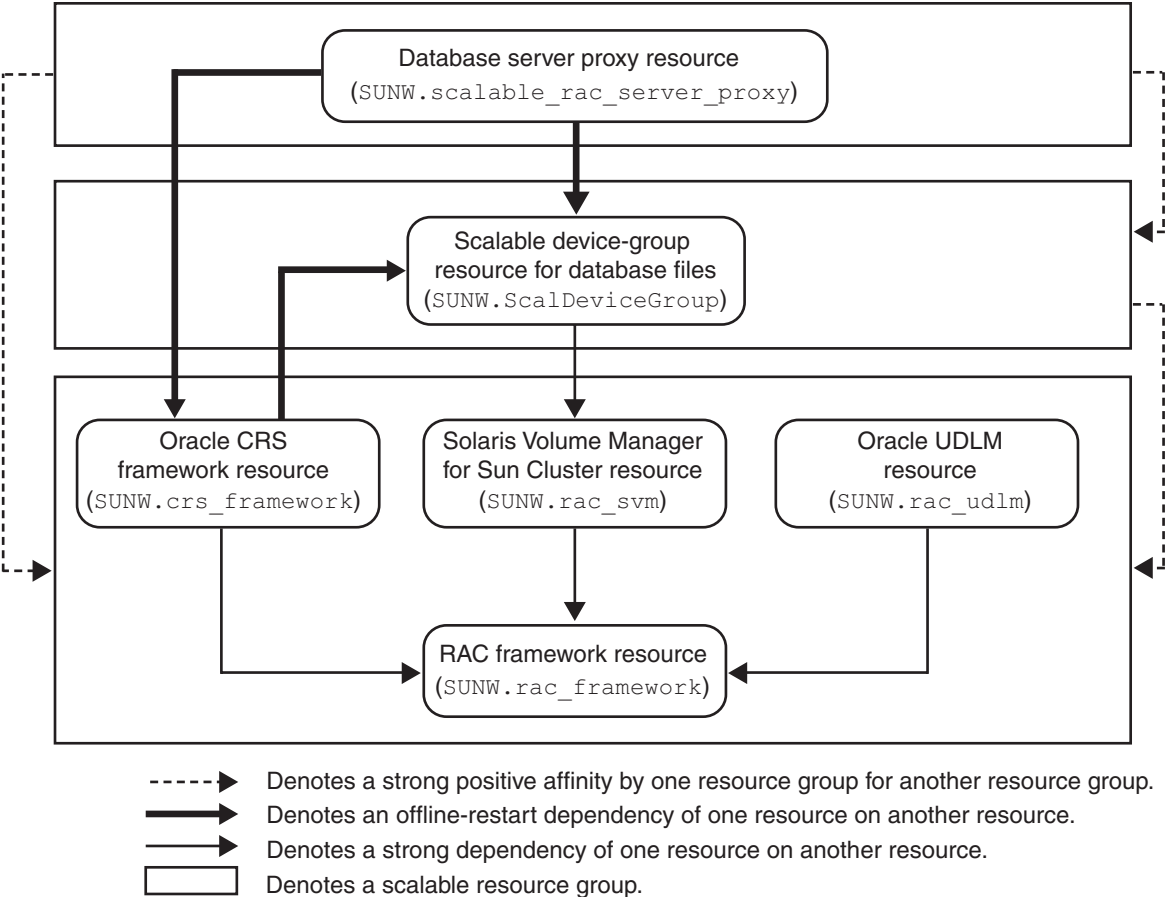 Database server proxy resource
(SUNW.scalable_rac_server_proxy)
Scalable device-group
resource for database files
(SUNW.ScalDeviceGroup)
Oracle CRS
framework resource
(SUNW.crs_framework)
Solaris Volume Manager
for Sun Cluster resource
(SUNW.rac_svm)
Oracle UDLM
resource
(SUNW.rac_udlm)
RAC framework resource
(SUNW.rac_framework)
Denotes a strong positive affinity by one resource group for another resource group.
Denotes an offline-restart dependency of one resource on another resource.
Denotes a strong dependency of one resource on another resource.
Denotes a scalable resource group.